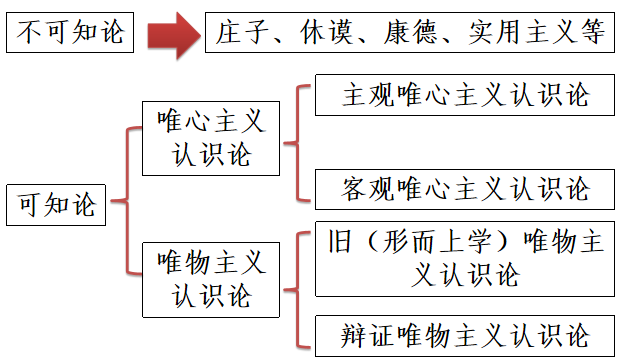 不可知论
庄子、休谟、康德、实用主义等
可知论
唯心主义
认识论
主观唯心主义认识论
客观唯心主义认识论
唯物主义
认识论
旧（形而上学）唯物主
义认识论
辩证唯物主义认识论